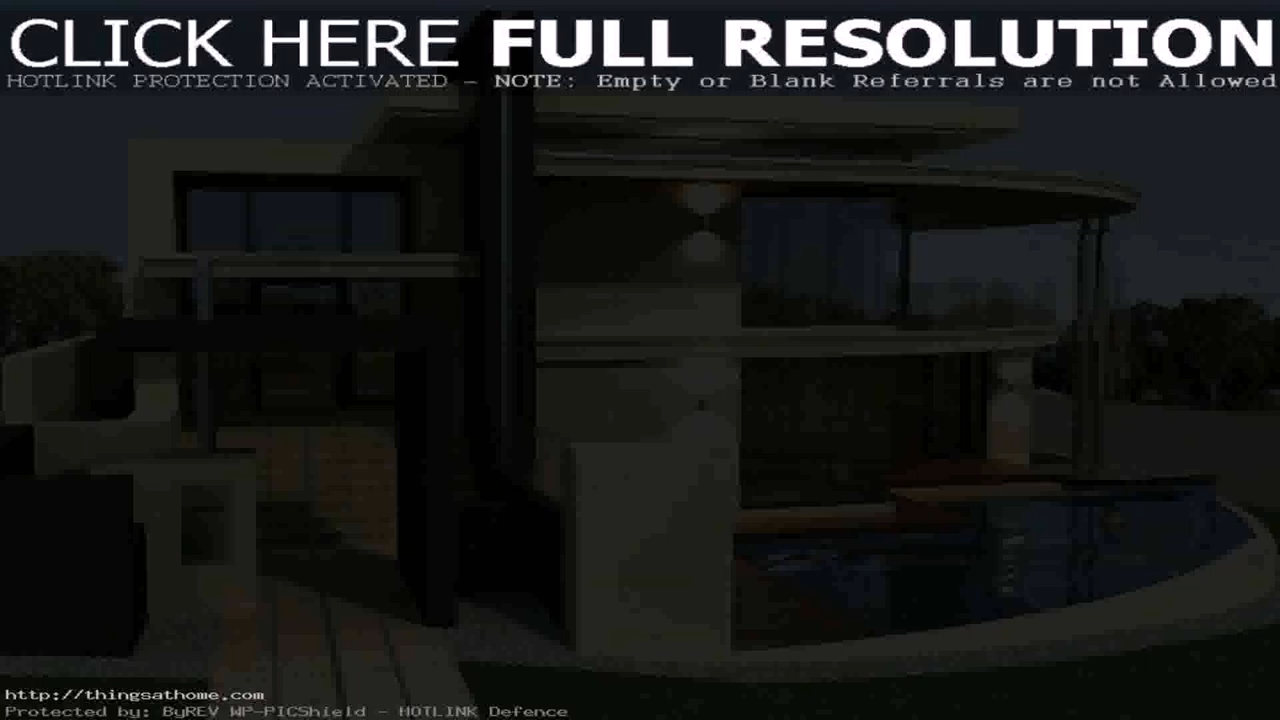 CLICK HERE FULL RESOLUTION
HOTLINK PROTECTION ACTIVATED - NOTE: Empty or Blank Referrals are not Allowed
http://thingsathome.com
Protected by: ByREV WP-PICShield - HOTLINK Defence